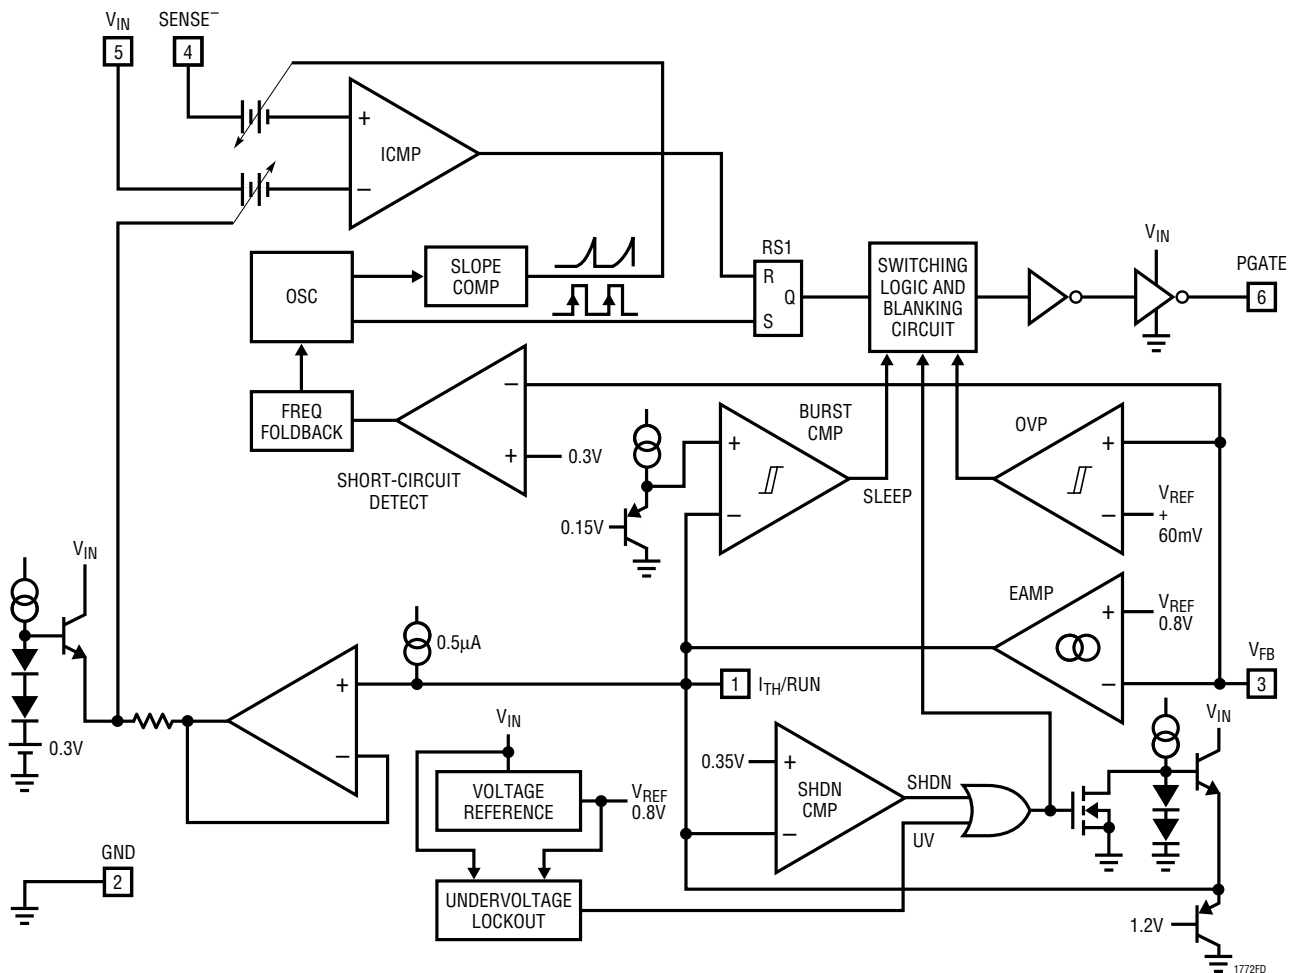 VIN
SENSE–
5
4
+
ICMP
–
OSC
SLOPE
COMP
RS1
R
Q
S
SWITCHING
LOGIC AND
BLANKING
CIRCUIT
VIN
PGATE
6
FREQ
FOLDBACK
–
+
0.3V
SHORT-CIRCUIT
DETECT
BURST
CMP
+
–
0.15V
SLEEP
OVP
+
–
VREF
+
60mV
VIN
0.3V
+
–
0.5µA
1
ITH/RUN
EAMP
+
–
VREF
0.8V
VFB
3
VIN
VOLTAGE
REFERENCE
VREF
0.8V
0.35V
+
–
SHDN
CMP
SHDN
UV
VIN
GND
2
UNDERVOLTAGE
LOCKOUT
1.2V
1772FD